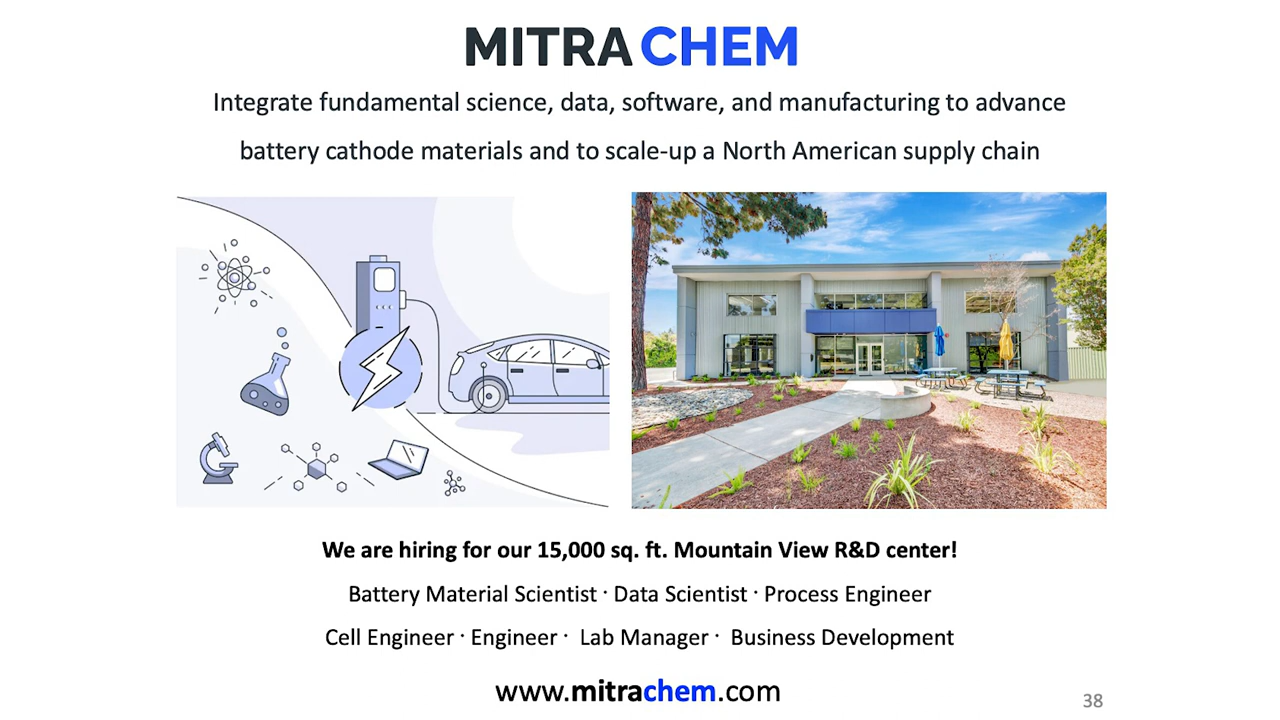 MITRA CHEM
Integrate fundamental science, data, software, and manufacturing to advance
battery cathode materials and to scale-up a North American supply chain
We are hiring for our 15,000 sq. ft. Mountain View R&D center!
Battery Material Scientist · Data Scientist · Process Engineer
Cell Engineer · Engineer · Lab Manager · Business Development
www.mitrachem.com
38